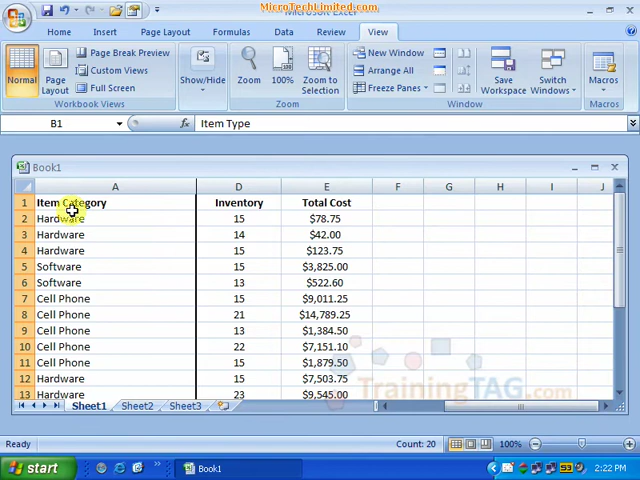 MicroTechLimited.com
Microsoft Excel
Home Insert Page Layout Formulas Data Review View
Normal
Page Layout
Page Break Preview
Custom Views
Full Screen
Workbook Views
Show/Hide
Zoom
100%
Zoom to Selection
Zoom
New Window
Arrange All
Freeze Panes
Save Workspace
Switch Windows
Window
Macros
Macros
B1 fx Item Type
Book1
A D E F G H I J
1 Item Category Inventory Total Cost
2 Hardware 15 $78.75
3 Hardware 14 $42.00
4 Hardware 15 $123.75
5 Software 15 $3,825.00
6 Software 13 $522.60
7 Cell Phone 15 $9,011.25
8 Cell Phone 21 $14,789.25
9 Cell Phone 13 $1,384.50
10 Cell Phone 22 $7,151.10
11 Cell Phone 15 $1,879.50
12 Hardware 15 $7,503.75
13 Hardware 23 $9,545.00
TrainingTAG.com
Sheet1 Sheet2 Sheet3
Ready Count: 20 100%
start Book1 53 2:22 PM